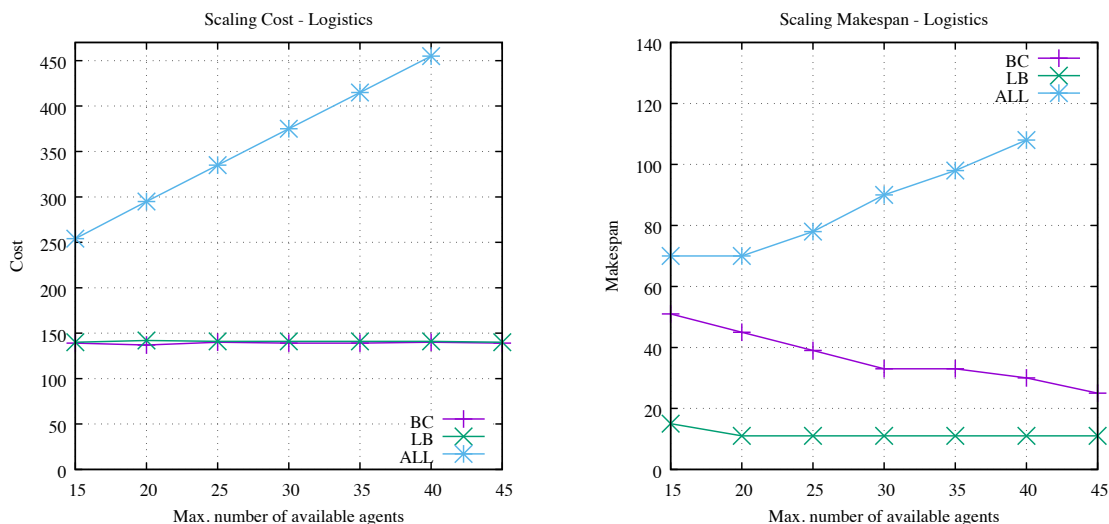 Scaling Cost - Logistics
450
400
350
300
250
200
150
100
50
0
Cost
BC
LB
ALL
15 20 25 30 35 40 45
Max. number of available agents
Scaling Makespan - Logistics
140
120
100
80
60
40
20
0
Makespan
BC
LB
ALL
15 20 25 30 35 40 45
Max. number of available agents